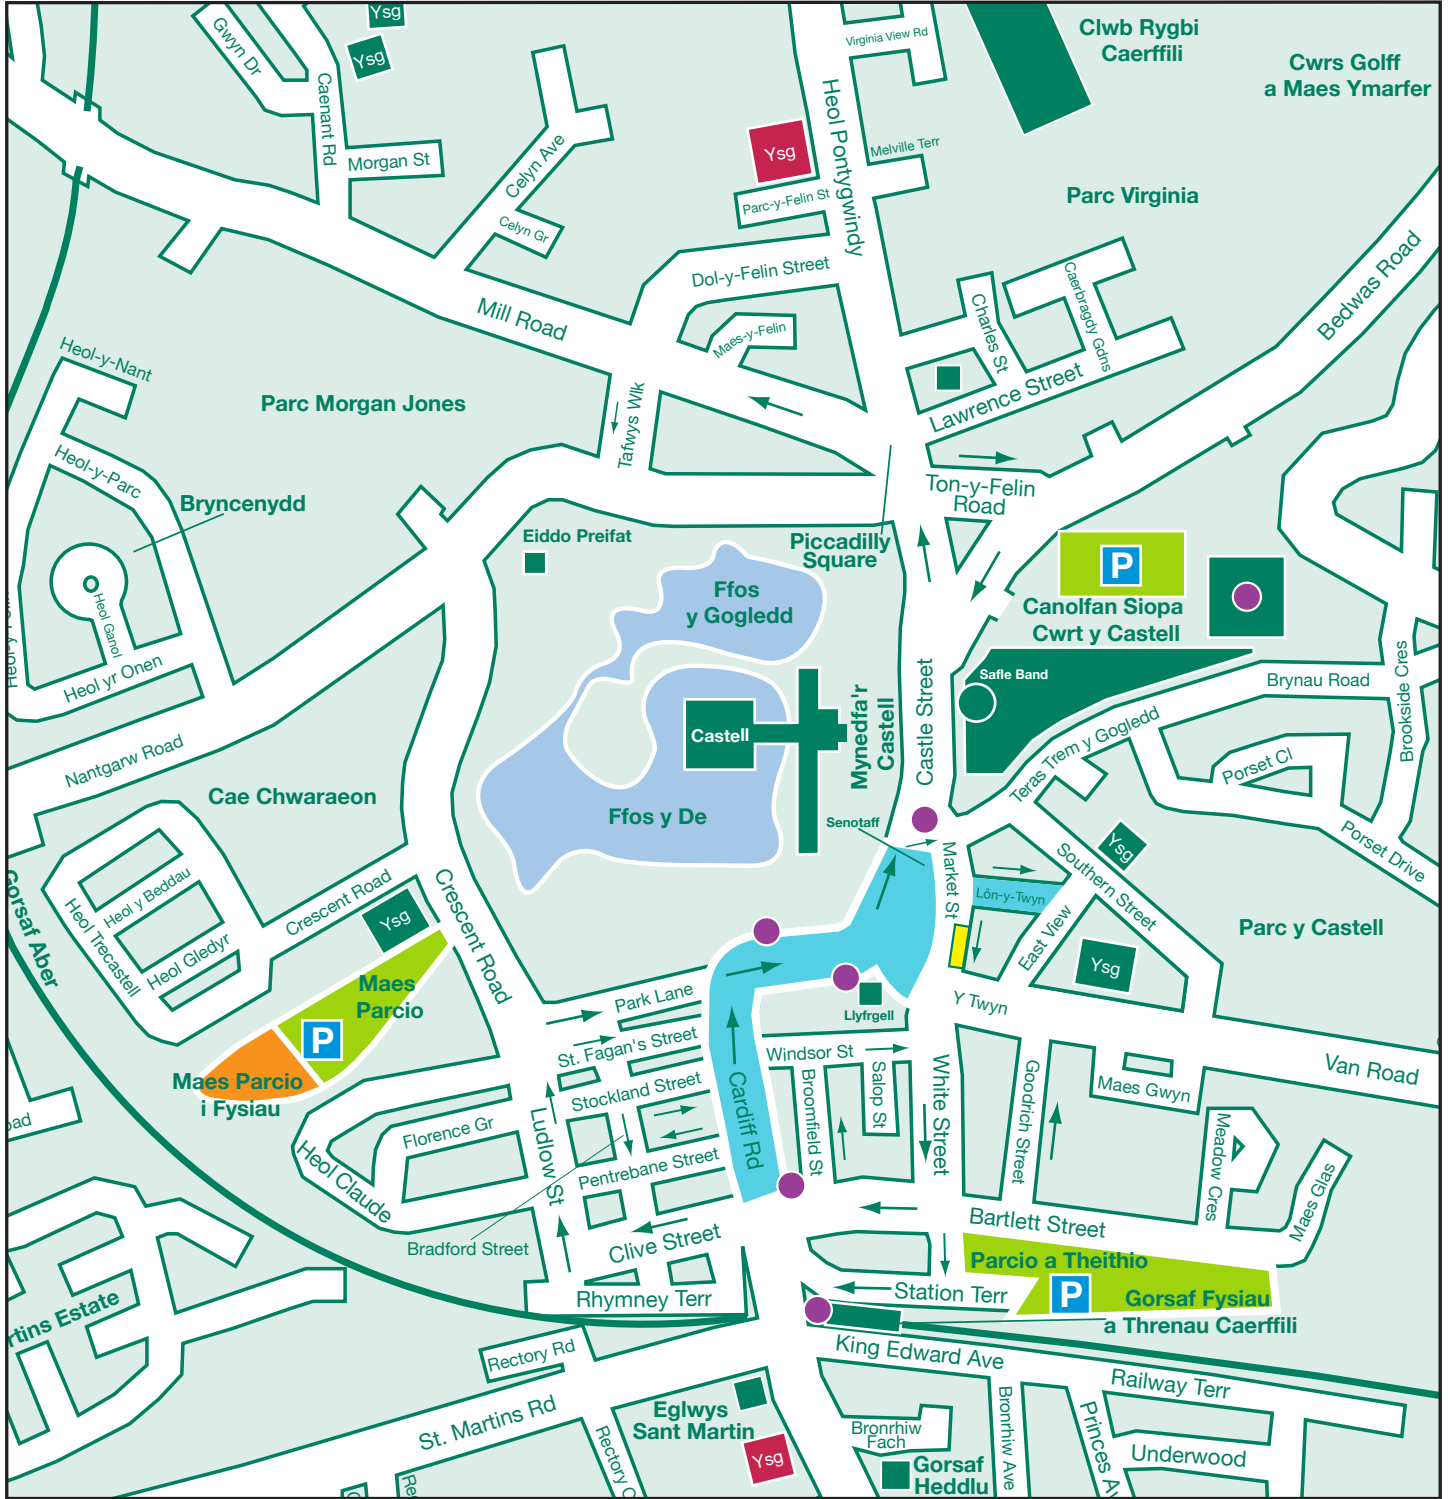 Ysg
Ysg
Gwyn Dr
Caenant Rd
Morgan St
Celyn Ave
Celyn Gr
Virginia View Rd
Heol Pontygwindy
Ysg
Melville Terr
Parc-y-Felin St
Clwb Rygbi
Caerffili
Cwrs Golff
a Maes Ymarfer
Parc Virginia
Dol-y-Felin Street
Maes-y-Felin
Mill Road
Charles St
Caerbragdy Gdns
Lawrence Street
Bedwas Road
Heol-y-Nant
Parc Morgan Jones
Tafwys Wlk
Heol-y-Parc
Bryncenydd
Ton-y-Felin
Road
Eiddo Preifat
Piccadilly
Square
P
Canolfan Siopa
Cwrt y Castell
Ffos
y Gogledd
Heol Ganol
Heol yr Onen
Safle Band
Brynau Road
Brookside Cres
Castell
Mynedfa'r
Castell
Castle Street
Teras Trem y Gogledd
Nantgarw Road
Porset Cl
Cae Chwaraeon
Ffos y De
Senotaff
Porset Drive
Ysg
Southern Street
Market St
Lôn-y-Twyn
East View
Heol y Beddau
Crescent Road
Crescent Road
Gorsaf Aber
Heol Trecastell
Heol Gledyr
Ysg
Parc y Castell
Ysg
Maes
Parcio
P
Park Lane
Llyfrgell
Y Twyn
St. Fagan's Street
Windsor St
Van Road
Maes Parcio
i Fysiau
Stockland Street
Salop St
Broomfield St
White Street
Goodrich Street
Maes Gwyn
Florence Gr
Ludlow St
Cardiff Rd
Meadow Cres
Heol Claude
Pentrebane Street
Maes Glas
Bradford Street
Clive Street
Bartlett Street
Parcio a Theithio
P
Rhymney Terr
Station Terr
Gorsaf Fysiau
a Threnau Caerffili
Rectory Rd
King Edward Ave
Railway Terr
St. Martins Rd
Eglwys
Sant Martin
Ysg
Bronrhiw
Fach
Bronrhiw Ave
Underwood
Gorsaf
Heddlu